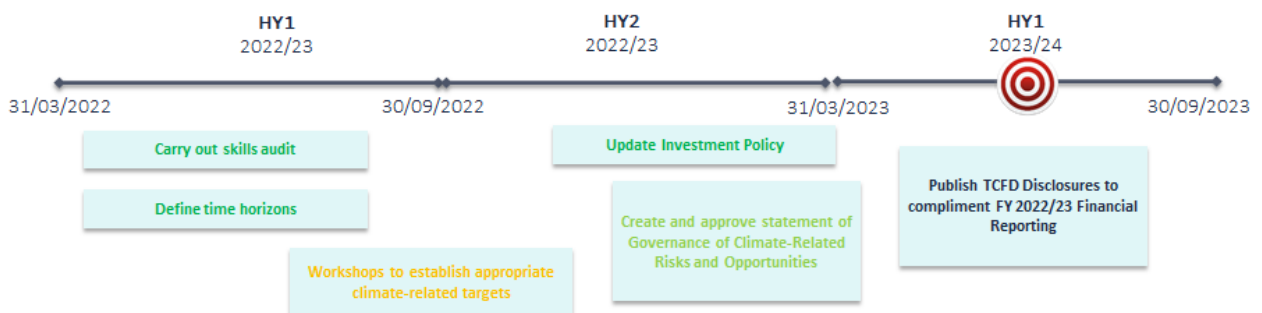 HY1
2022/23
HY2
2022/23
HY1
2023/24
31/03/2022
30/09/2022
31/03/2023
30/09/2023
Carry out skills audit
Define time horizons
Workshops to establish appropriate
climate-related targets
Update Investment Policy
Create and approve statement of
Governance of Climate-Related
Risks and Opportunities
Publish TCFD Disclosures to
compliment FY 2022/23 Financial
Reporting